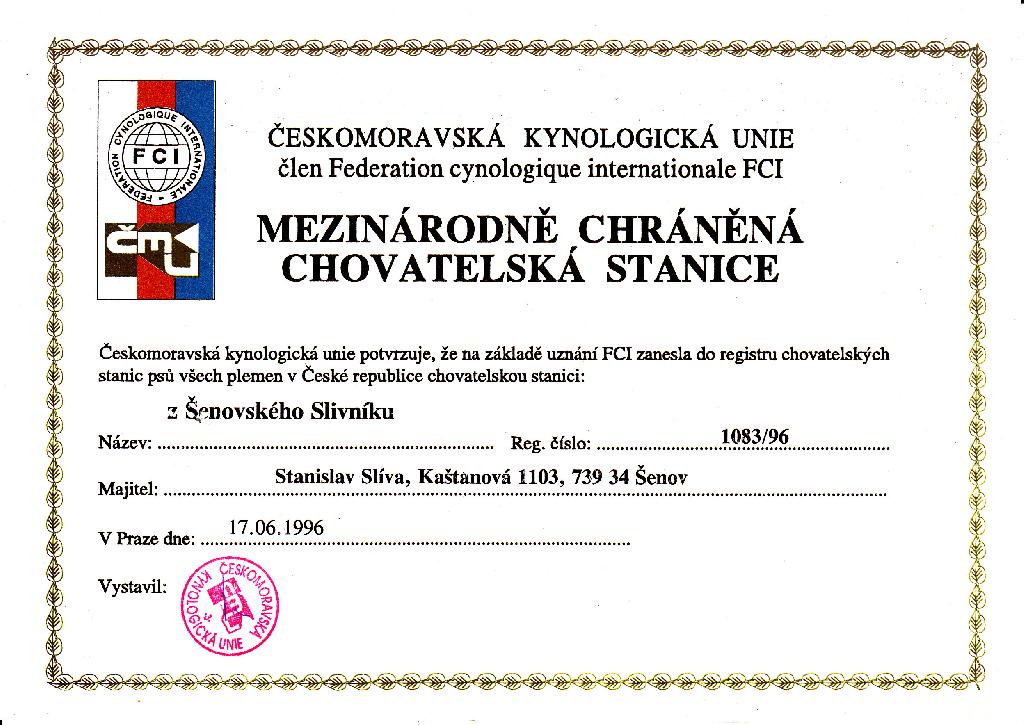 FEDERATION CYNOLOGIQUE INTERNATIONALE
FCI
ČMKU
ČESKOMORAVSKÁ KYNOLOGICKÁ UNIE
člen Federation cynologique internationale FCI
MEZINÁRODNĚ CHRÁNĚNÁ
CHOVATELSKÁ STANICE
Českomoravská kynologická unie potvrzuje, že na základě uznání FCI zanesla do registru chovatelských
stanic psů všech plemen v České republice chovatelskou stanici:
z Šenovského Slivníku
Název: Reg. číslo: 1083/96
Majitel: Stanislav Slíva, Kaštanová 1103, 739 34 Šenov
V Praze dne: 17.06.1996
Vystavil:
ČESKOMORAVSKÁ KYNOLOGICKÁ UNIE